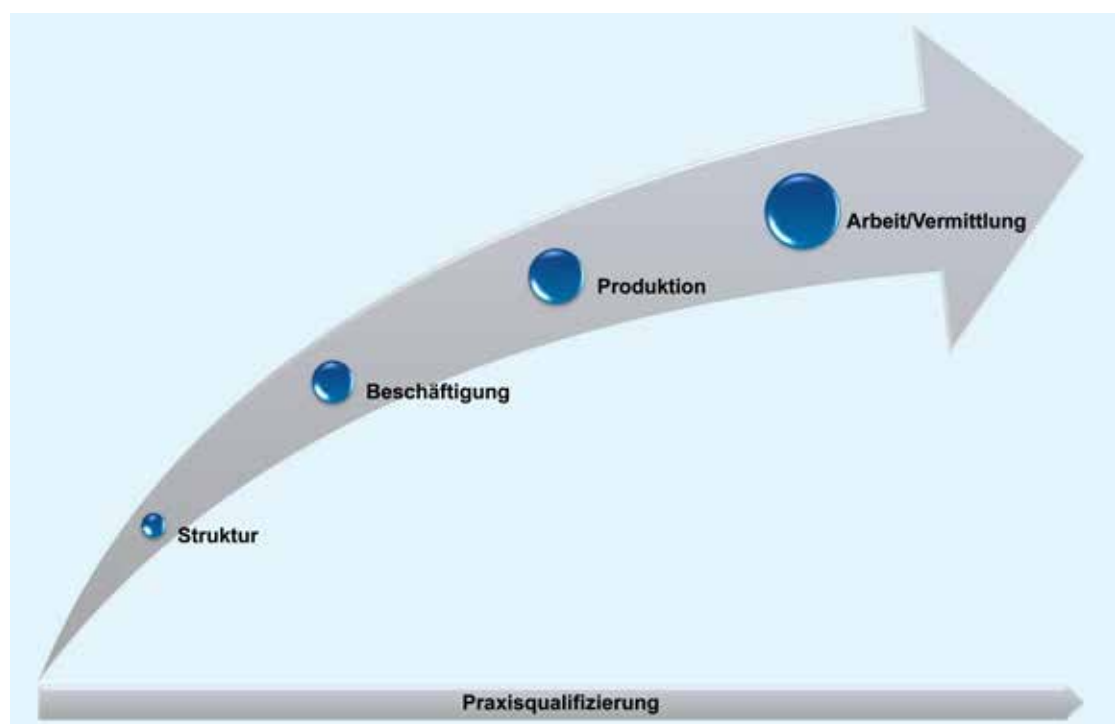 Arbeit/Vermittlung
Produktion
Beschäftigung
Struktur
Praxisqualifizierung